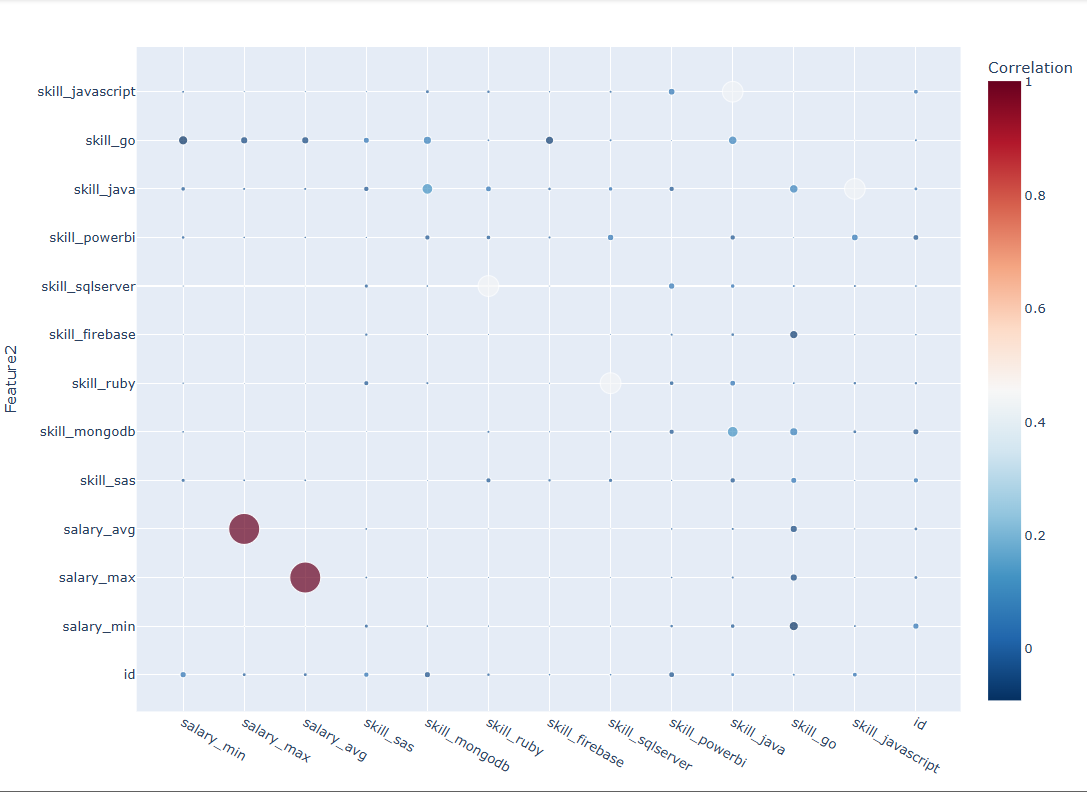 Correlation
1
0.8
0.6
0.4
0.2
0
Feature2
skill_javascript
skill_go
skill_java
skill_powerbi
skill_sqlserver
skill_firebase
skill_ruby
skill_mongodb
skill_sas
salary_avg
salary_max
salary_min
id
salary_min
salary_max
salary_avg
skill_sas
skill_mongodb
skill_ruby
skill_firebase
skill_sqlserver
skill_powerbi
skill_java
skill_go
skill_javascript
id